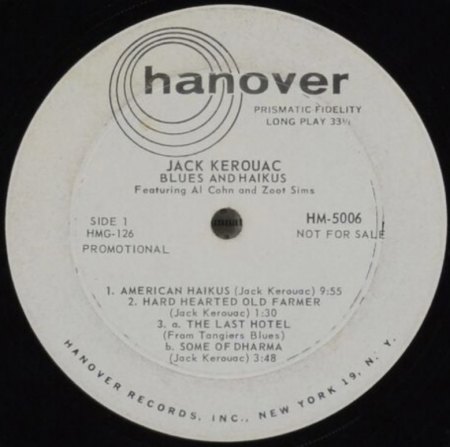 hanover
PRISMATIC FIDELITY
LONG PLAY 33⅓
JACK KEROUAC
BLUES AND HAIKUS
Featuring Al Cohn and Zoot Sims
SIDE 1
HMG-126
PROMOTIONAL
HM-5006
NOT FOR SALE
1. AMERICAN HAIKUS (Jack Kerouac) 9:55
2. HARD HEARTED OLD FARMER
(Jack Kerouac) 1:30
3. a. THE LAST HOTEL
(From Tangiers Blues)
b. SOME OF DHARMA
(Jack Kerouac) 3:48
HANOVER RECORDS, INC., NEW YORK 19, N. Y.